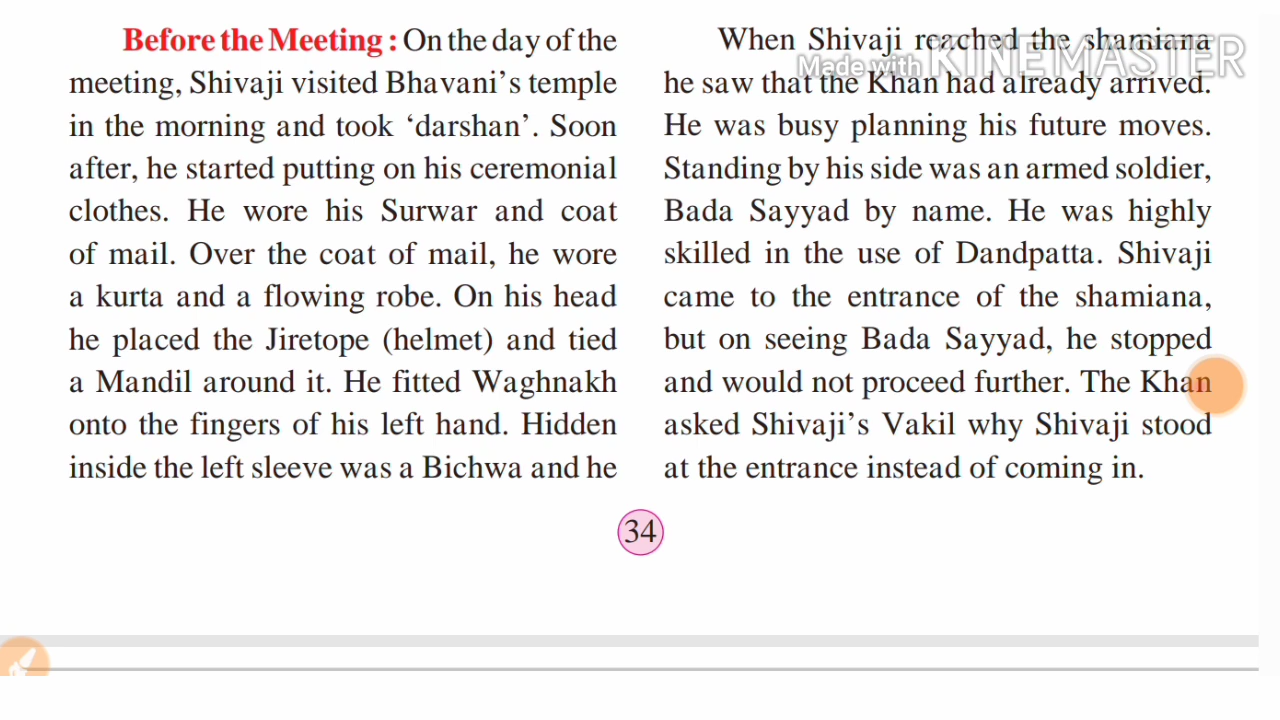 Before the Meeting : On the day of the
meeting, Shivaji visited Bhavani’s temple
in the morning and took ‘darshan’. Soon
after, he started putting on his ceremonial
clothes. He wore his Surwar and coat
of mail. Over the coat of mail, he wore
a kurta and a flowing robe. On his head
he placed the Jiretope (helmet) and tied
a Mandil around it. He fitted Waghnakh
onto the fingers of his left hand. Hidden
inside the left sleeve was a Bichwa and he
When Shivaji reached the shamiana
he saw that the Khan had already arrived.
He was busy planning his future moves.
Standing by his side was an armed soldier,
Bada Sayyad by name. He was highly
skilled in the use of Dandpatta. Shivaji
came to the entrance of the shamiana,
but on seeing Bada Sayyad, he stopped
and would not proceed further. The Khan
asked Shivaji’s Vakil why Shivaji stood
at the entrance instead of coming in.
34
Made with KINEMASTER